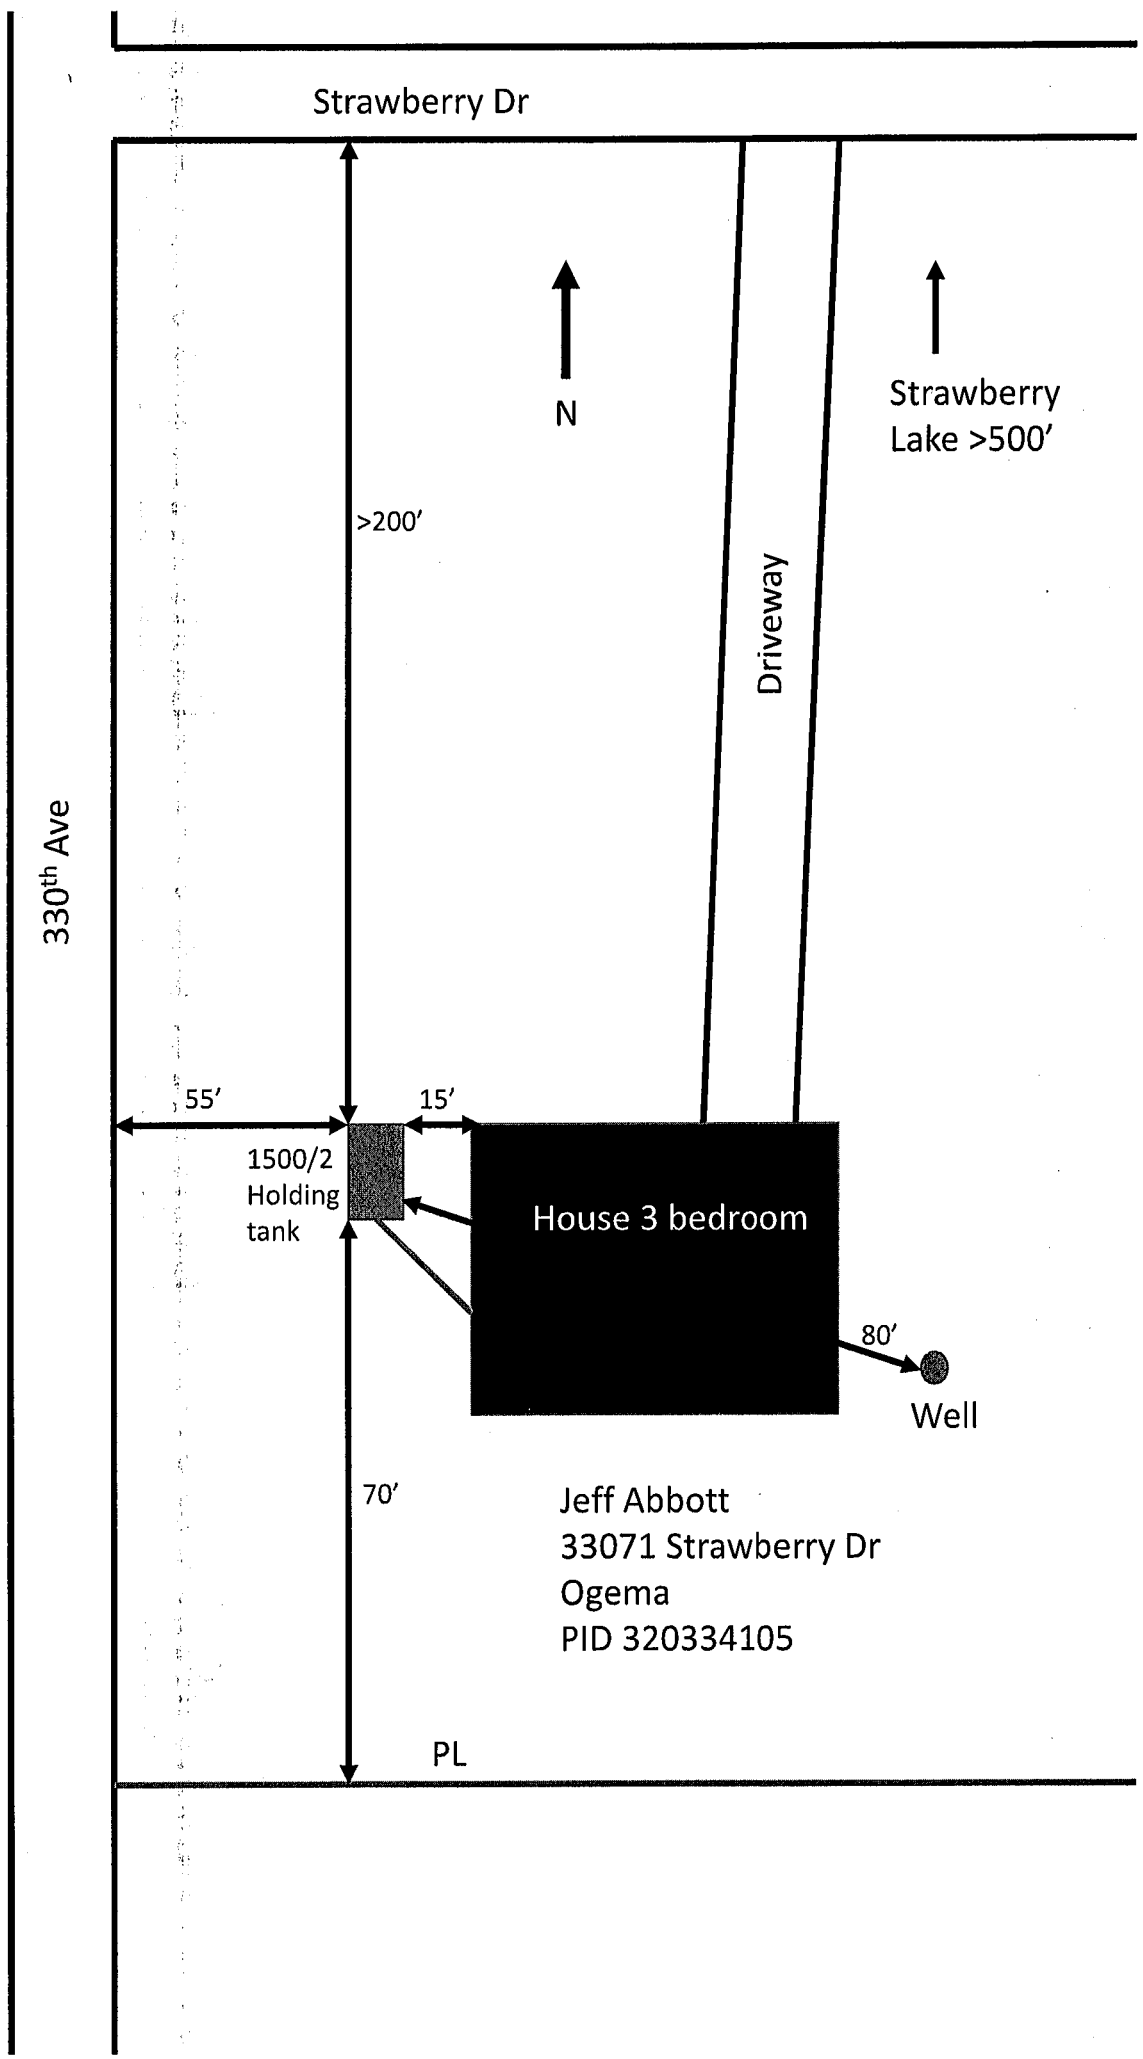 Strawberry Dr
N
Strawberry
Lake >500′
>200′
Driveway
330th Ave
55′
15′
1500/2
Holding
tank
House 3 bedroom
80′
Well
70′
Jeff Abbott
33071 Strawberry Dr
Ogema
PID 320334105
PL